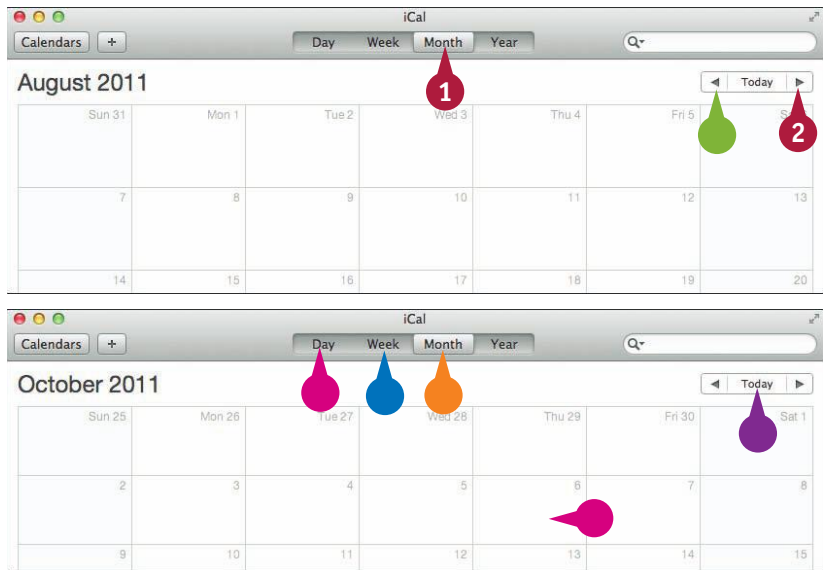 iCal
Calendars + Day Week Month Year
1
August 2011 Today
2
Sun 31 Mon 1 Tue 2 Wed 3 Thu 4 Fri 5
7 8 9 10 11 12 13
14 15 16 17 18 19 20
iCal
Calendars + Day Week Month Year
October 2011 Today
Sun 25 Mon 26 Tue 27 Wed 28 Thu 29 Fri 30 Sat 1
2 3 4 5 6 7 8
9 10 11 12 13 14 15